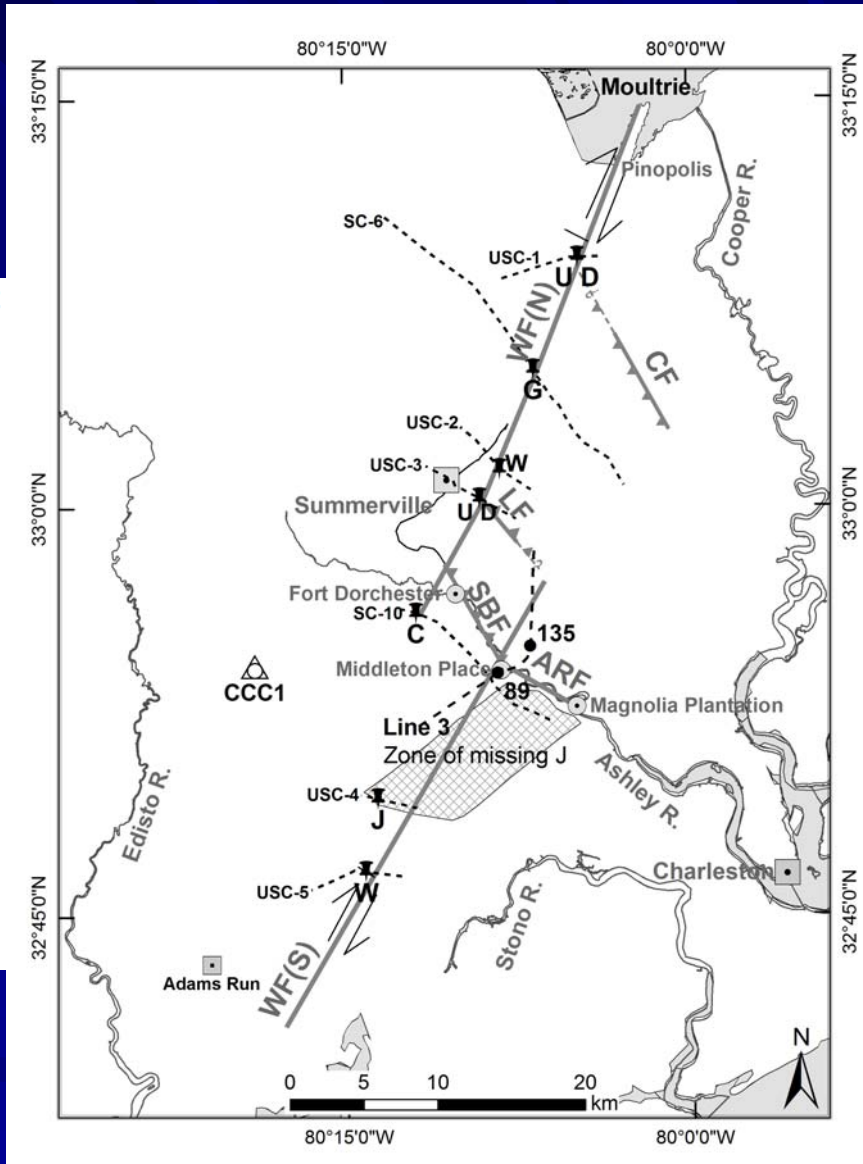 80°15'0"W
80°0'0"W
33°15'0"N
33°15'0"N
Moultrie
Pinopolis
Cooper R.
SC-6
USC-1
U D
WF(N)
CF
G
USC-2
W
USC-3
Summerville
U D
LF
33°0'0"N
33°0'0"N
Fort Dorchester
SBF
SC-10
C
135
Middleton Place
ARF
CCC1
89
Magnolia Plantation
Line 3
Zone of missing J
Ashley R.
USC-4
J
Edisto R.
Charleston
USC-5
W
Stono R.
32°45'0"N
32°45'0"N
WF(S)
Adams Run
N
0 5 10 20
km
80°15'0"W
80°0'0"W